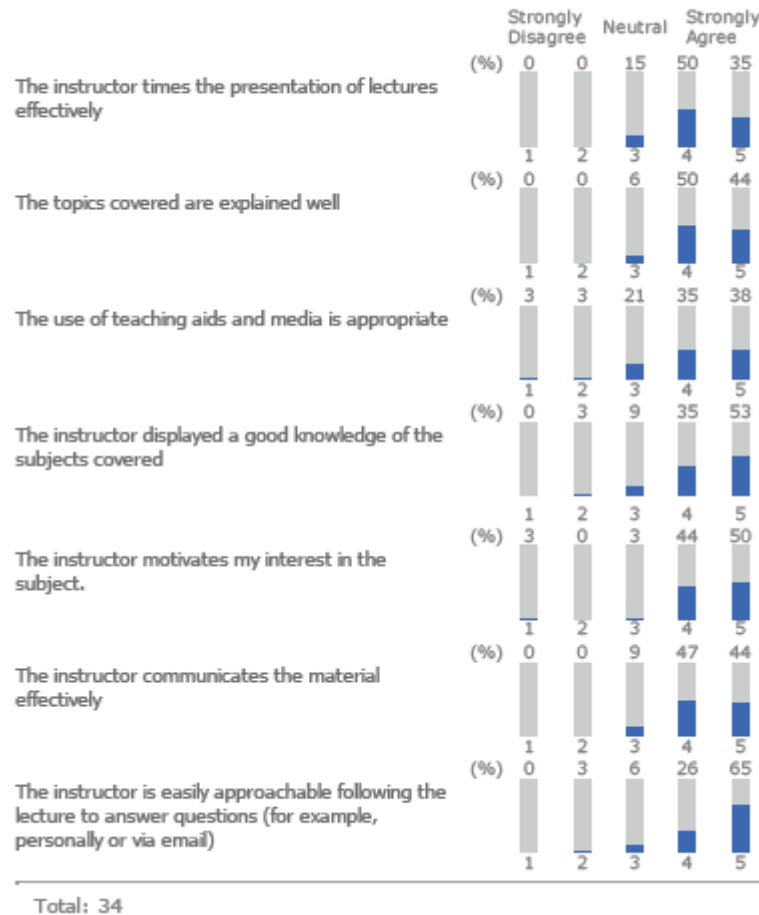 Strongly Disagree Neutral Strongly Agree
(%) 0 0 15 50 35
The instructor times the presentation of lectures
effectively
1 2 3 4 5
(%) 0 0 6 50 44
The topics covered are explained well
1 2 3 4 5
(%) 3 3 21 35 38
The use of teaching aids and media is appropriate
1 2 3 4 5
(%) 0 3 9 35 53
The instructor displayed a good knowledge of the
subjects covered
1 2 3 4 5
(%) 3 0 3 44 50
The instructor motivates my interest in the
subject.
1 2 3 4 5
(%) 0 0 9 47 44
The instructor communicates the material
effectively
1 2 3 4 5
(%) 0 3 6 26 65
The instructor is easily approachable following the
lecture to answer questions (for example,
personally or via email)
1 2 3 4 5
Total: 34